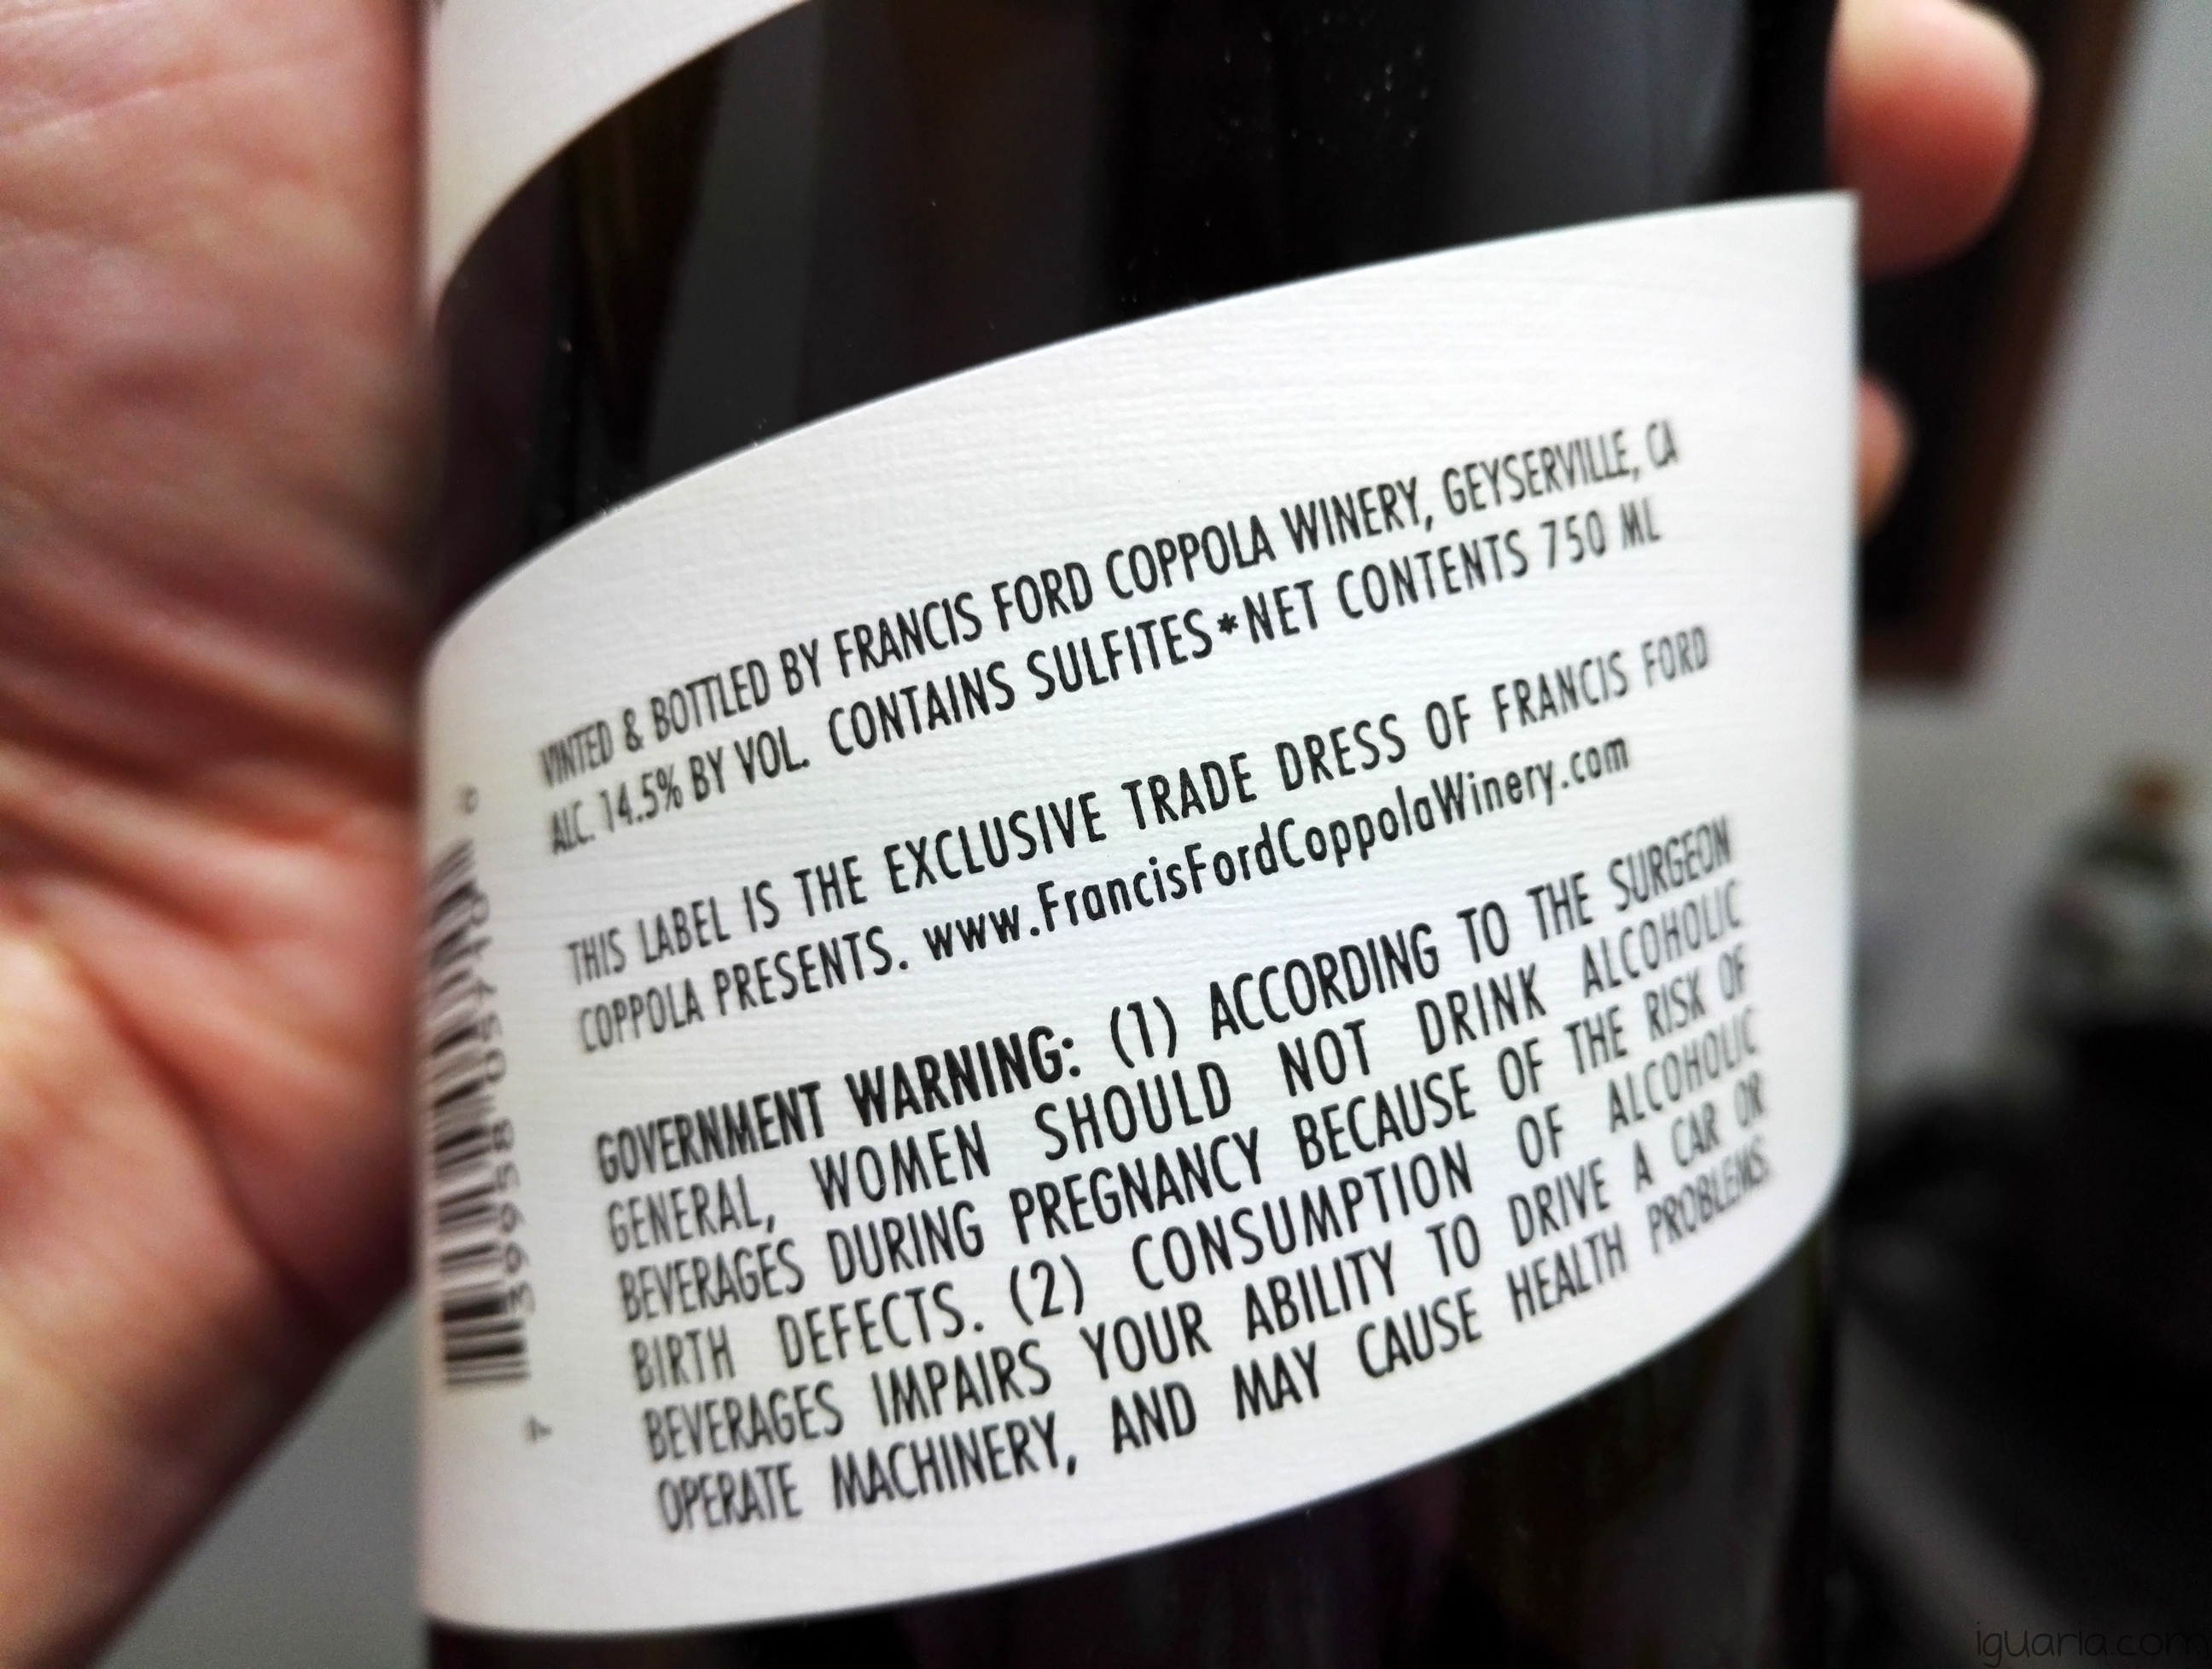 VINTED & BOTTLED BY FRANCIS FORD COPPOLA WINERY, GEYSERVILLE, CA
ALC. 14.5% BY VOL. CONTAINS SULFITES*NET CONTENTS 750 ML
THIS LABEL IS THE EXCLUSIVE TRADE DRESS OF FRANCIS FORD
COPPOLA PRESENTS. www.FrancisFordCoppolaWinery.com
GOVERNMENT WARNING: (1) ACCORDING TO THE SURGEON
GENERAL, WOMEN SHOULD NOT DRINK ALCOHOLIC
BEVERAGES DURING PREGNANCY BECAUSE OF THE RISK OF
BIRTH DEFECTS. (2) CONSUMPTION OF ALCOHOLIC
BEVERAGES IMPAIRS YOUR ABILITY TO DRIVE A CAR OR
OPERATE MACHINERY, AND MAY CAUSE HEALTH PROBLEMS.
iguaria.com